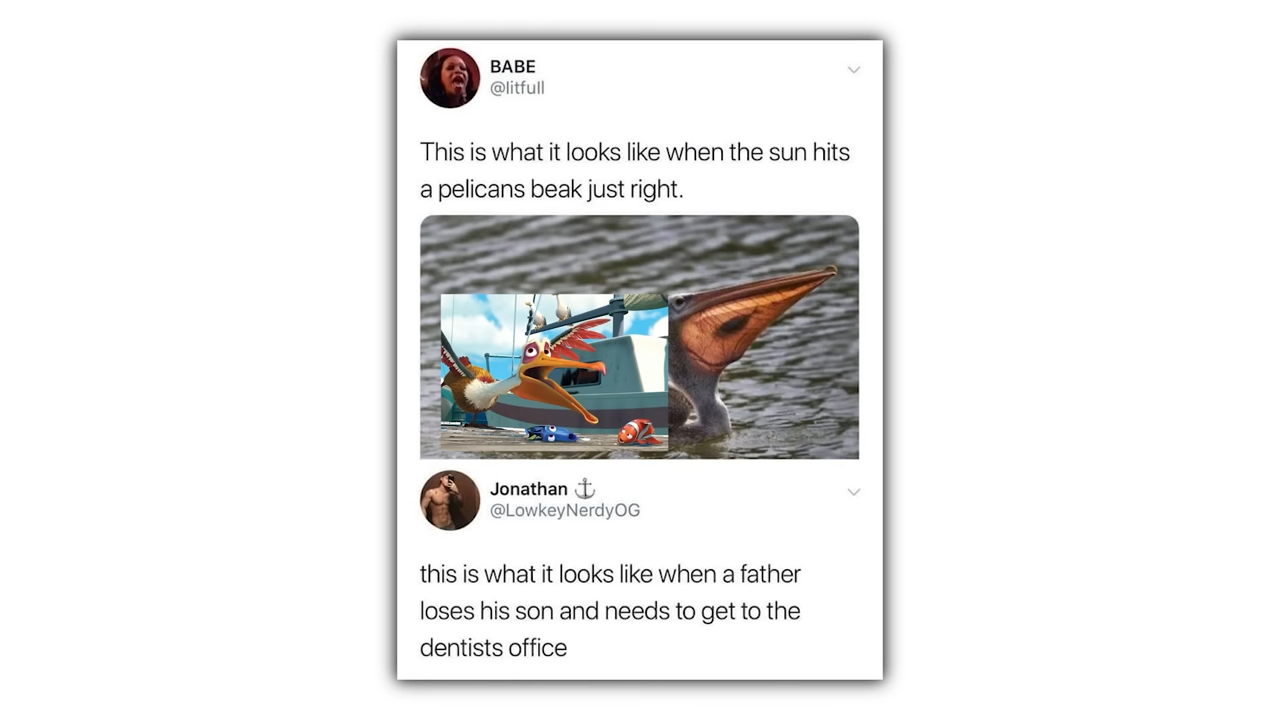 BABE
@litfull
This is what it looks like when the sun hits
a pelicans beak just right.
Jonathan ⚓
@LowkeyNerdyOG
this is what it looks like when a father
loses his son and needs to get to the
dentists office